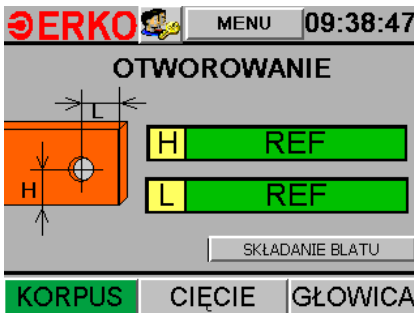 ERKO MENU 09:38:47
OTWOROWANIE
L
H REF
H
L REF
SKŁADANIE BLATU
KORPUS CIĘCIE GŁOWICA